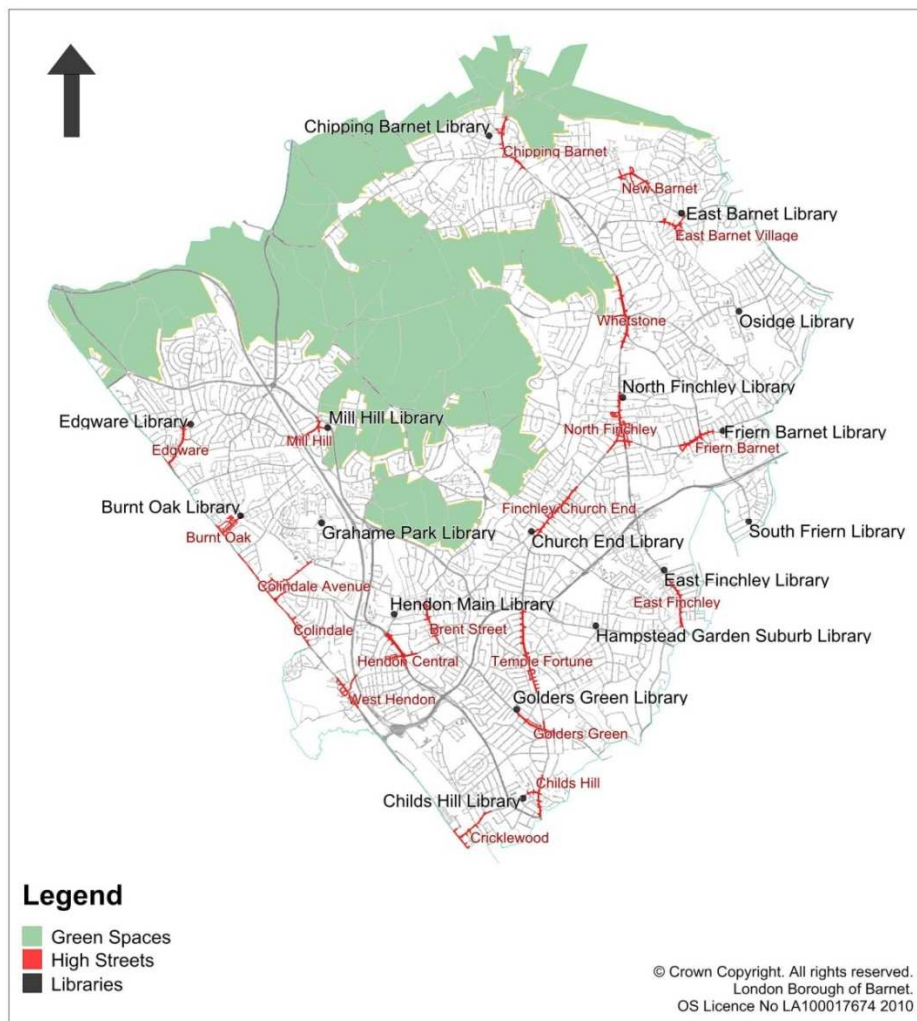 Chipping Barnet Library
Chipping Barnet
New Barnet
East Barnet Library
East Barnet Village
Whetstone
Osidge Library
North Finchley Library
Edgware Library
Mill Hill Library
North Finchley
Friern Barnet Library
Edgware
Mill Hill
Friern Barnet
Burnt Oak Library
Finchley Church End
Burnt Oak
Grahame Park Library
Church End Library
South Friern Library
Colindale Avenue
East Finchley Library
Hendon Main Library
East Finchley
Colindale
Brent Street
Hampstead Garden Suburb Library
Hendon Central
Temple Fortune
West Hendon
Golders Green Library
Golders Green
Childs Hill
Childs Hill Library
Cricklewood
Legend
Green Spaces
High Streets
Libraries
© Crown Copyright. All rights reserved.
London Borough of Barnet.
OS Licence No LA100017674 2010